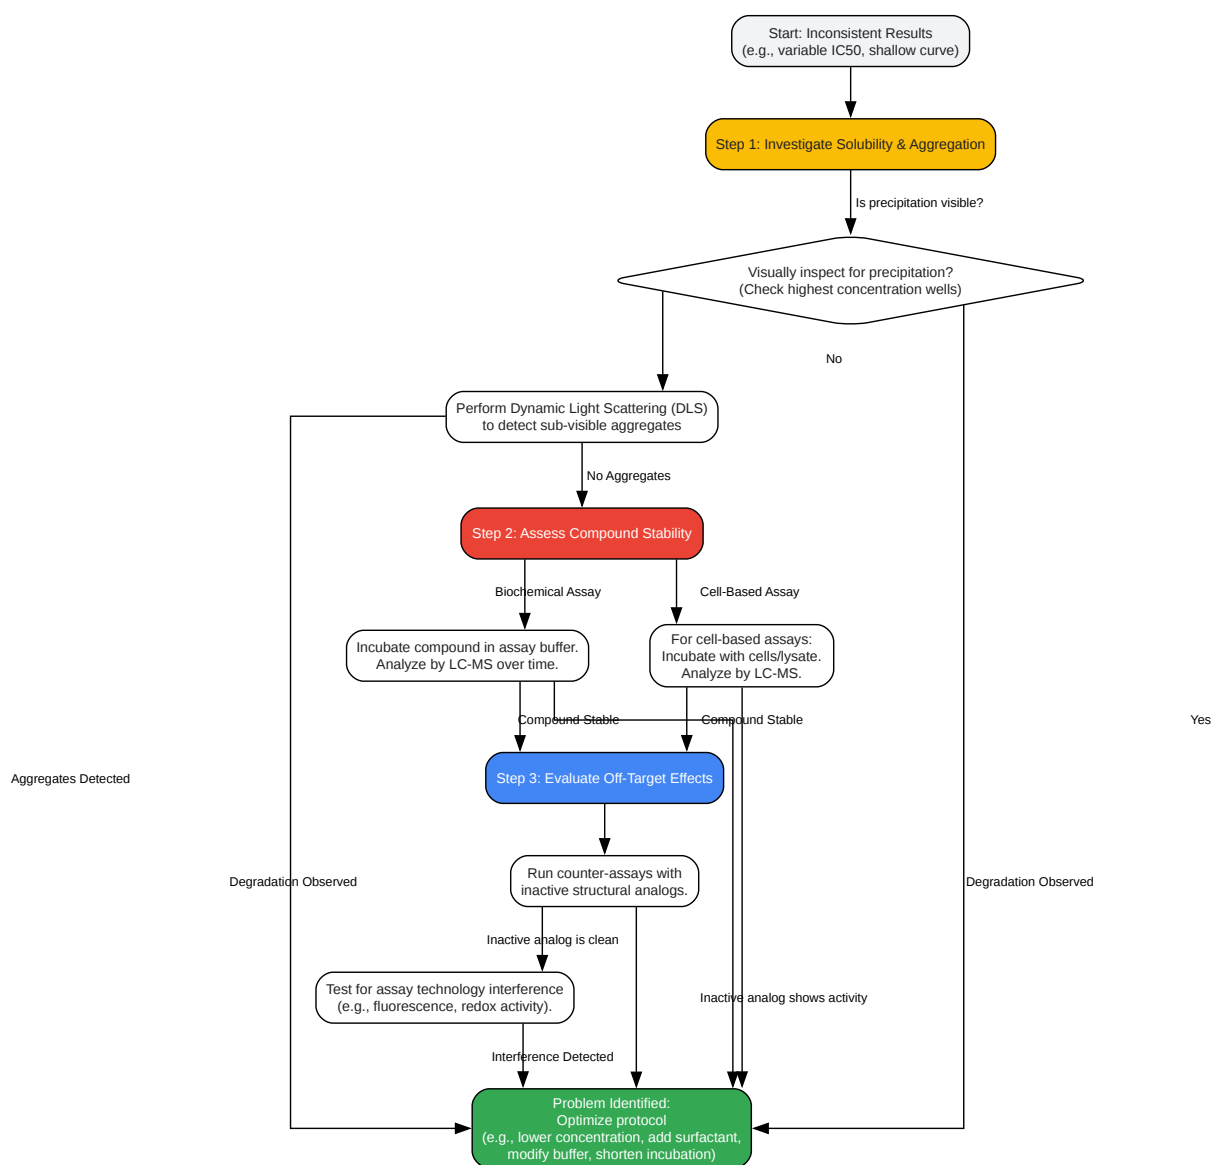 Start: Inconsistent Results
(e.g., variable IC50, shallow curve)
Step 1: Investigate Solubility & Aggregation
Is precipitation visible?
Visually inspect for precipitation?
(Check highest concentration wells)
No
Perform Dynamic Light Scattering (DLS)
to detect sub-visible aggregates
No Aggregates
Step 2: Assess Compound Stability
Biochemical Assay
Cell-Based Assay
Incubate compound in assay buffer.
Analyze by LC-MS over time.
For cell-based assays:
Incubate with cells/lysate.
Analyze by LC-MS.
Compound Stable
Compound Stable
Yes
Aggregates Detected
Step 3: Evaluate Off-Target Effects
Run counter-assays with
inactive structural analogs.
Degradation Observed
Degradation Observed
Inactive analog is clean
Test for assay technology interference
(e.g., fluorescence, redox activity).
Inactive analog shows activity
Interference Detected
Problem Identified:
Optimize protocol
(e.g., lower concentration, add surfactant,
modify buffer, shorten incubation)